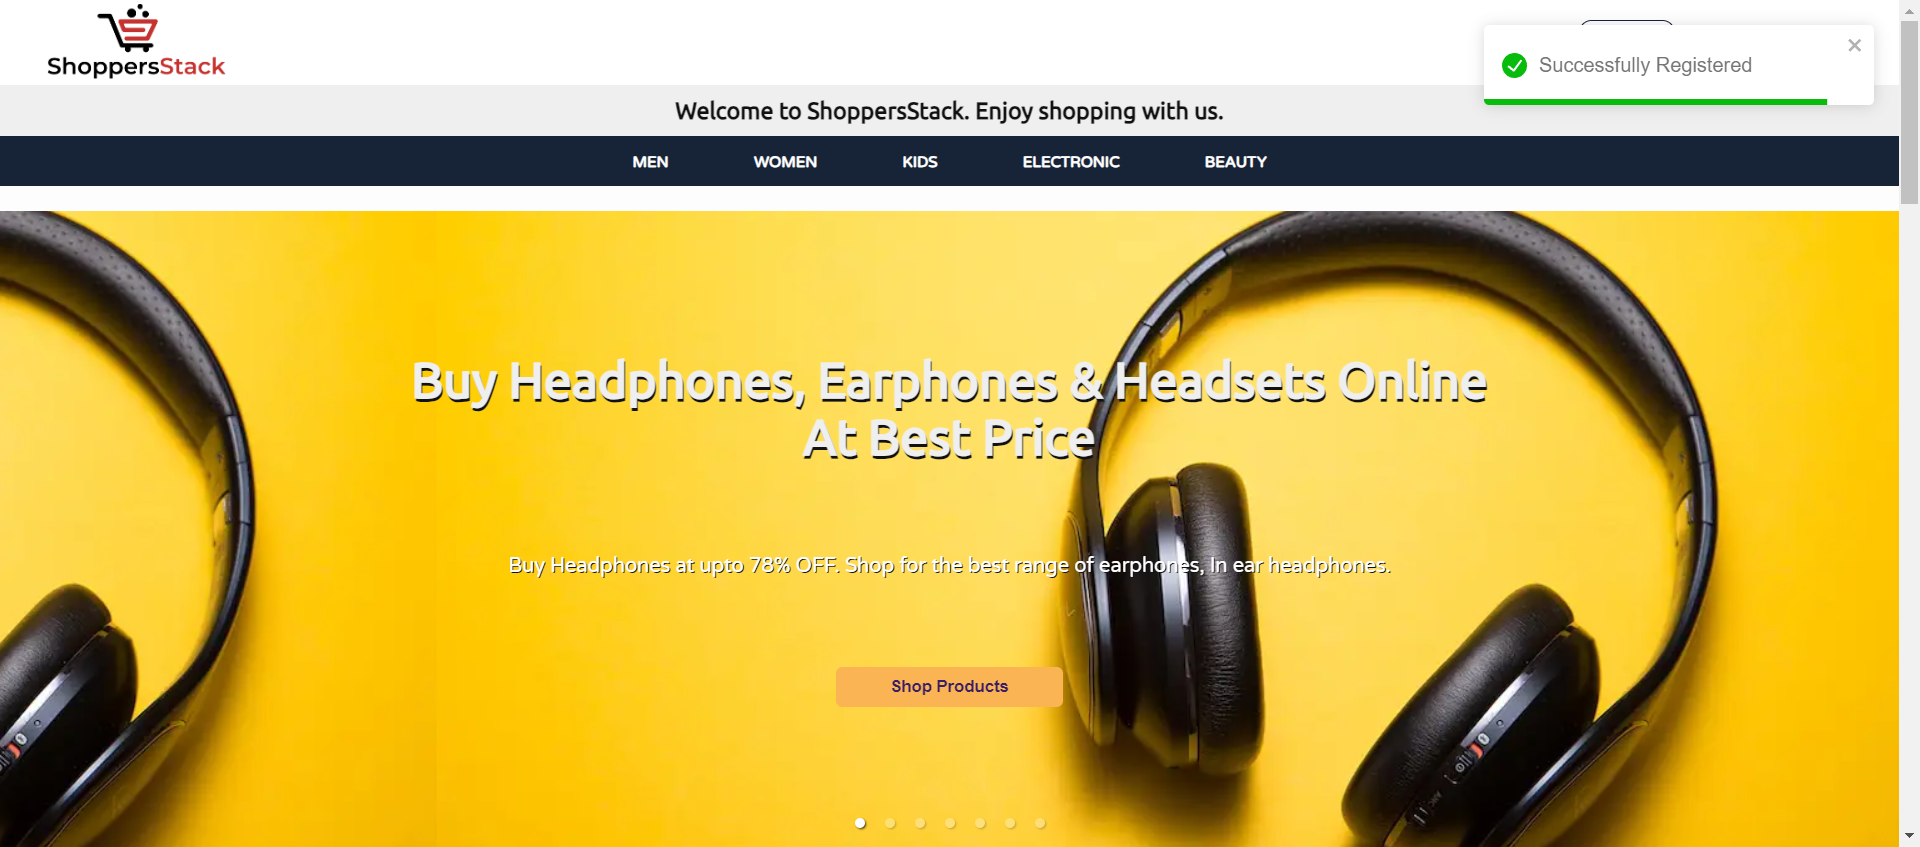 ShoppersStack
Successfully Registered
Welcome to ShoppersStack. Enjoy shopping with us.
MEN WOMEN KIDS ELECTRONIC BEAUTY
Buy Headphones, Earphones & Headsets Online
At Best Price
Buy Headphones at upto 78% OFF. Shop for the best range of earphones, In ear headphones.
Shop Products